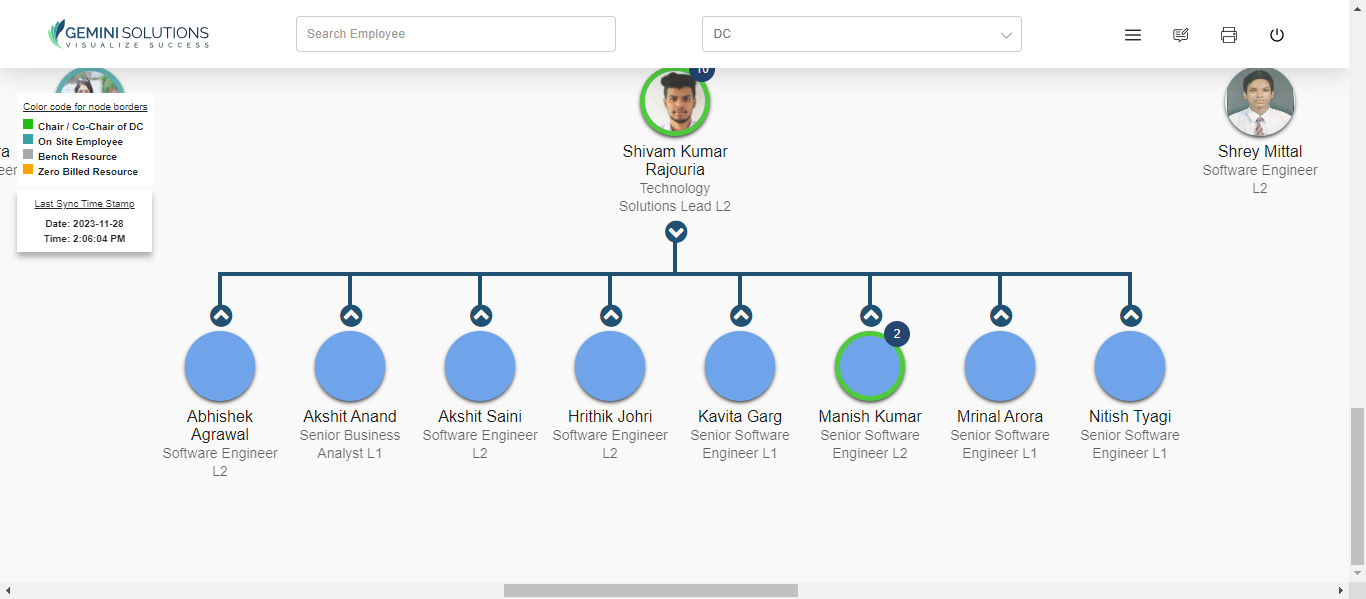 GEMINI SOLUTIONS
VISUALIZE SUCCESS
Search Employee
DC
10
Color code for node borders
Chair / Co-Chair of DC
On Site Employee
Bench Resource
Zero Billed Resource
Last Sync Time Stamp
Date: 2023-11-28
Time: 2:06:04 PM
Shivam Kumar
Rajouria
Technology
Solutions Lead L2
Shrey Mittal
Software Engineer
L2
2
Abhishek
Agrawal
Software Engineer
L2
Akshit Anand
Senior Business
Analyst L1
Akshit Saini
Software Engineer
L2
Hrithik Johri
Software Engineer
L2
Kavita Garg
Senior Software
Engineer L1
Manish Kumar
Senior Software
Engineer L2
Mrinal Arora
Senior Software
Engineer L1
Nitish Tyagi
Senior Software
Engineer L1